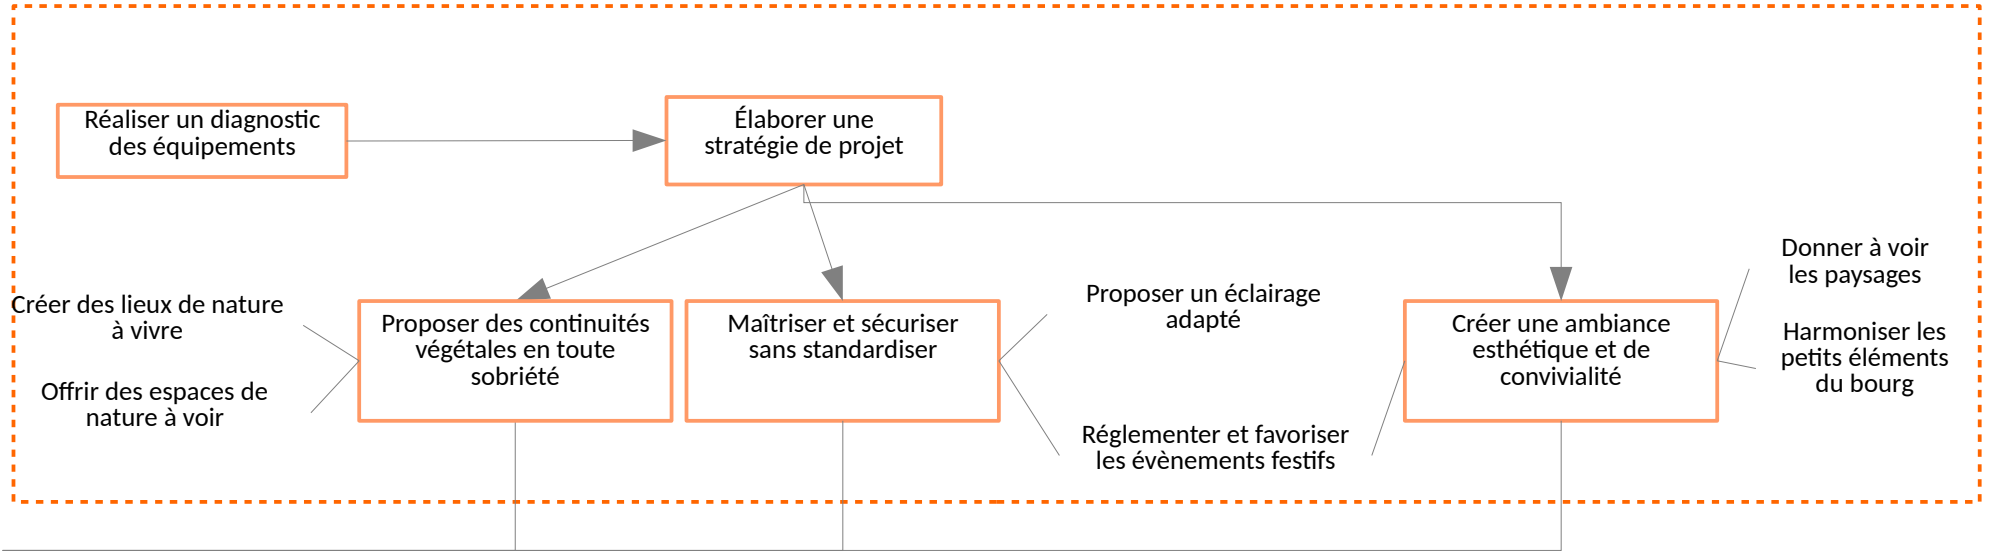 Réaliser un diagnostic
des équipements
Élaborer une
stratégie de projet
Créer des lieux de nature
à vivre
Offrir des espaces de
nature à voir
Proposer des continuités
végétales en toute
sobriété
Maîtriser et sécuriser
sans standardiser
Proposer un éclairage
adapté
Réglementer et favoriser
les évènements festifs
Créer une ambiance
esthétique et de
convivialité
Donner à voir
les paysages
Harmoniser les
petits éléments
du bourg